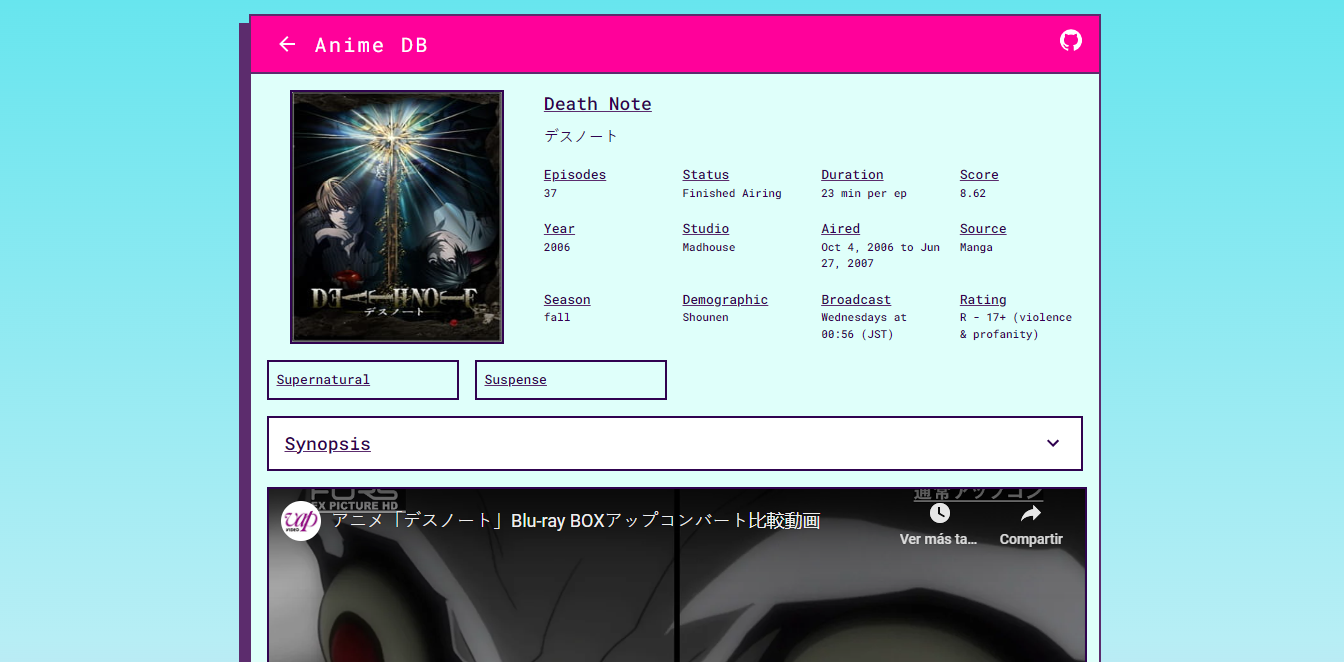 Anime DB
DEATH NOTE
デスノート
Death Note
デスノート
Episodes
37
Status
Finished Airing
Duration
23 min per ep
Score
8.62
Year
2006
Studio
Madhouse
Aired
Oct 4, 2006 to Jun
27, 2007
Source
Manga
Season
fall
Demographic
Shounen
Broadcast
Wednesdays at
00:56 (JST)
Rating
R - 17+ (violence
& profanity)
Supernatural
Suspense
Synopsis
EX PICTURE HD
通常アップコン
vap
VIDEO
アニメ「デスノート」Blu-ray BOXアップコンバート比較動画
Ver más ta...
Compartir